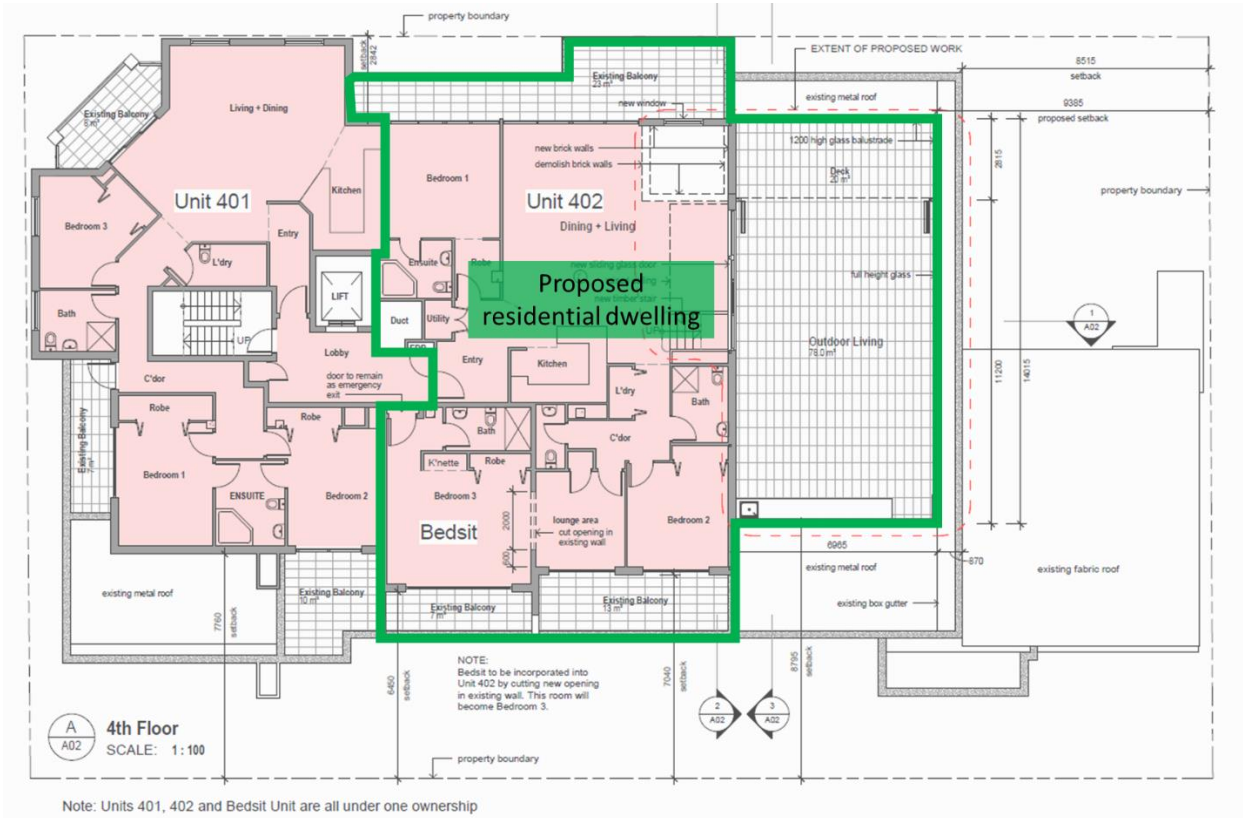 property boundary
setback
2842
EXTENT OF PROPOSED WORK
8515
setback
Existing Balcony
23 m²
new window
existing metal roof
9385
proposed setback
Existing Balcony
Living + Dining
1200 high glass balustrade
new brick walls
demolish brick walls
2815
Deck
20 m²
Bedroom 1
Kitchen
Unit 401
Unit 402
property boundary
Bedroom 3
Entry
Dining + Living
L'dry
Ensuite
Robe
new sliding glass door
full height glass
LIFT
Proposed
residential dwelling
new timber stair
Bath
Duct
Utility
UP
UP
1
A02
Lobby
Entry
Kitchen
Outdoor Living
78.0 m²
C'dor
door to remain
as emergency
exit
11200
14015
L'dry
Bath
Robe
Robe
Existing Balcony
7 m²
Bath
C'dor
K'nette
Robe
Bedroom 1
ENSUITE
Bedroom 2
Bedroom 3
2000
lounge area
cut opening in
existing wall
Bedroom 2
Bedsit
600
6965
870
existing metal roof
existing fabric roof
existing metal roof
Existing Balcony
10 m²
Existing Balcony
7 m²
Existing Balcony
13 m²
existing box gutter
7760
setback
6450
setback
7040
setback
8795
setback
NOTE:
Bedsit to be incorporated into
Unit 402 by cutting new opening
in existing wall. This room will
become Bedroom 3.
2
A02
3
A02
A
A02
4th Floor
SCALE: 1 : 100
property boundary
Note: Units 401, 402 and Bedsit Unit are all under one ownership